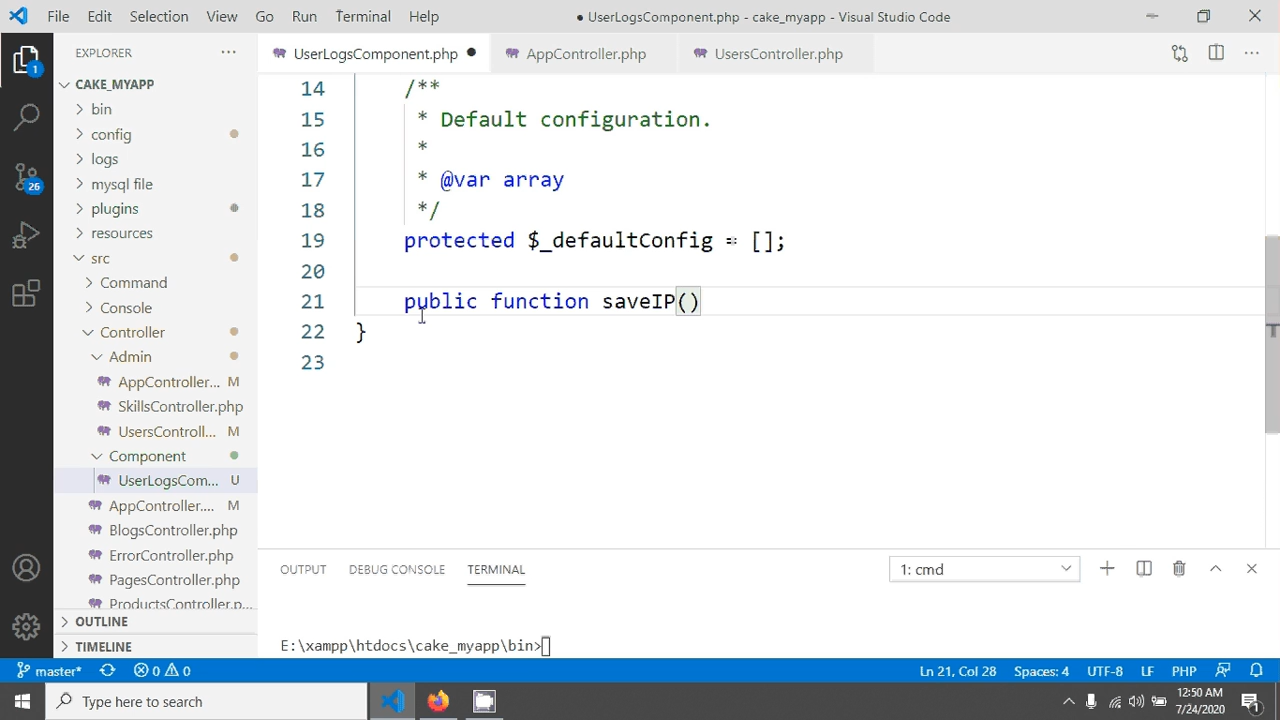 File Edit Selection View Go Run Terminal Help
● UserLogsComponent.php - cake_myapp - Visual Studio Code
EXPLORER
CAKE_MYAPP
bin
config
logs
mysql file
plugins
resources
src
Command
Console
Controller
Admin
AppController... M
SkillsController.php
UsersControll... M
Component
UserLogsCom... U
AppController.... M
BlogsController.php
ErrorController.php
PagesController.php
ProductsController.p...
OUTLINE
TIMELINE
1
26
UserLogsComponent.php ●
AppController.php
UsersController.php
14 /**
15 * Default configuration.
16 *
17 * @var array
18 */
19 protected $_defaultConfig = [];
20
21 public function saveIP()
22 }
23
OUTPUT DEBUG CONSOLE TERMINAL
1: cmd
E:\xampp\htdocs\cake_myapp\bin>
master* 0 0
Ln 21, Col 28 Spaces: 4 UTF-8 LF PHP
Type here to search
12:50 AM
7/24/2020
1